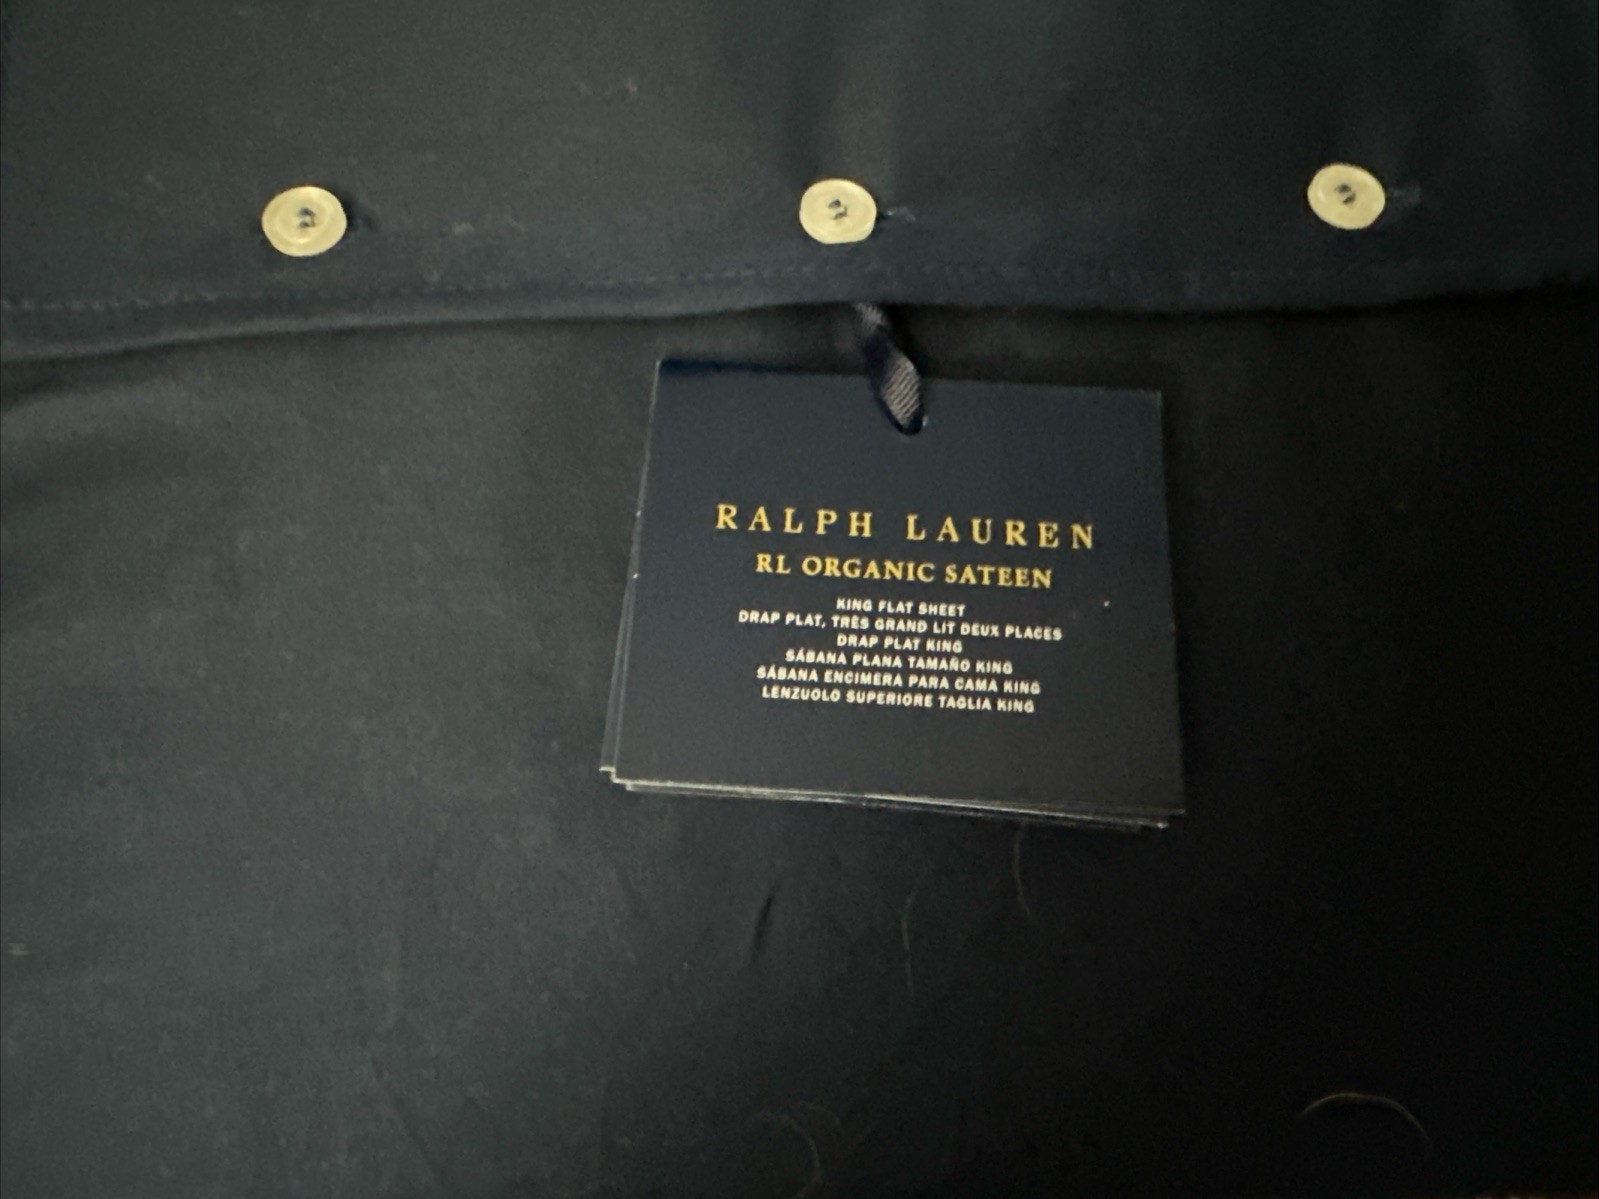 RALPH LAUREN
RL ORGANIC SATEEN
KING FLAT SHEET
DRAP PLAT, TRÈS GRAND LIT DEUX PLACES
DRAP PLAT KING
SÁBANA PLANA TAMAÑO KING
SÁBANA ENCIMERA PARA CAMA KING
LENZUOLO SUPERIORE TAGLIA KING